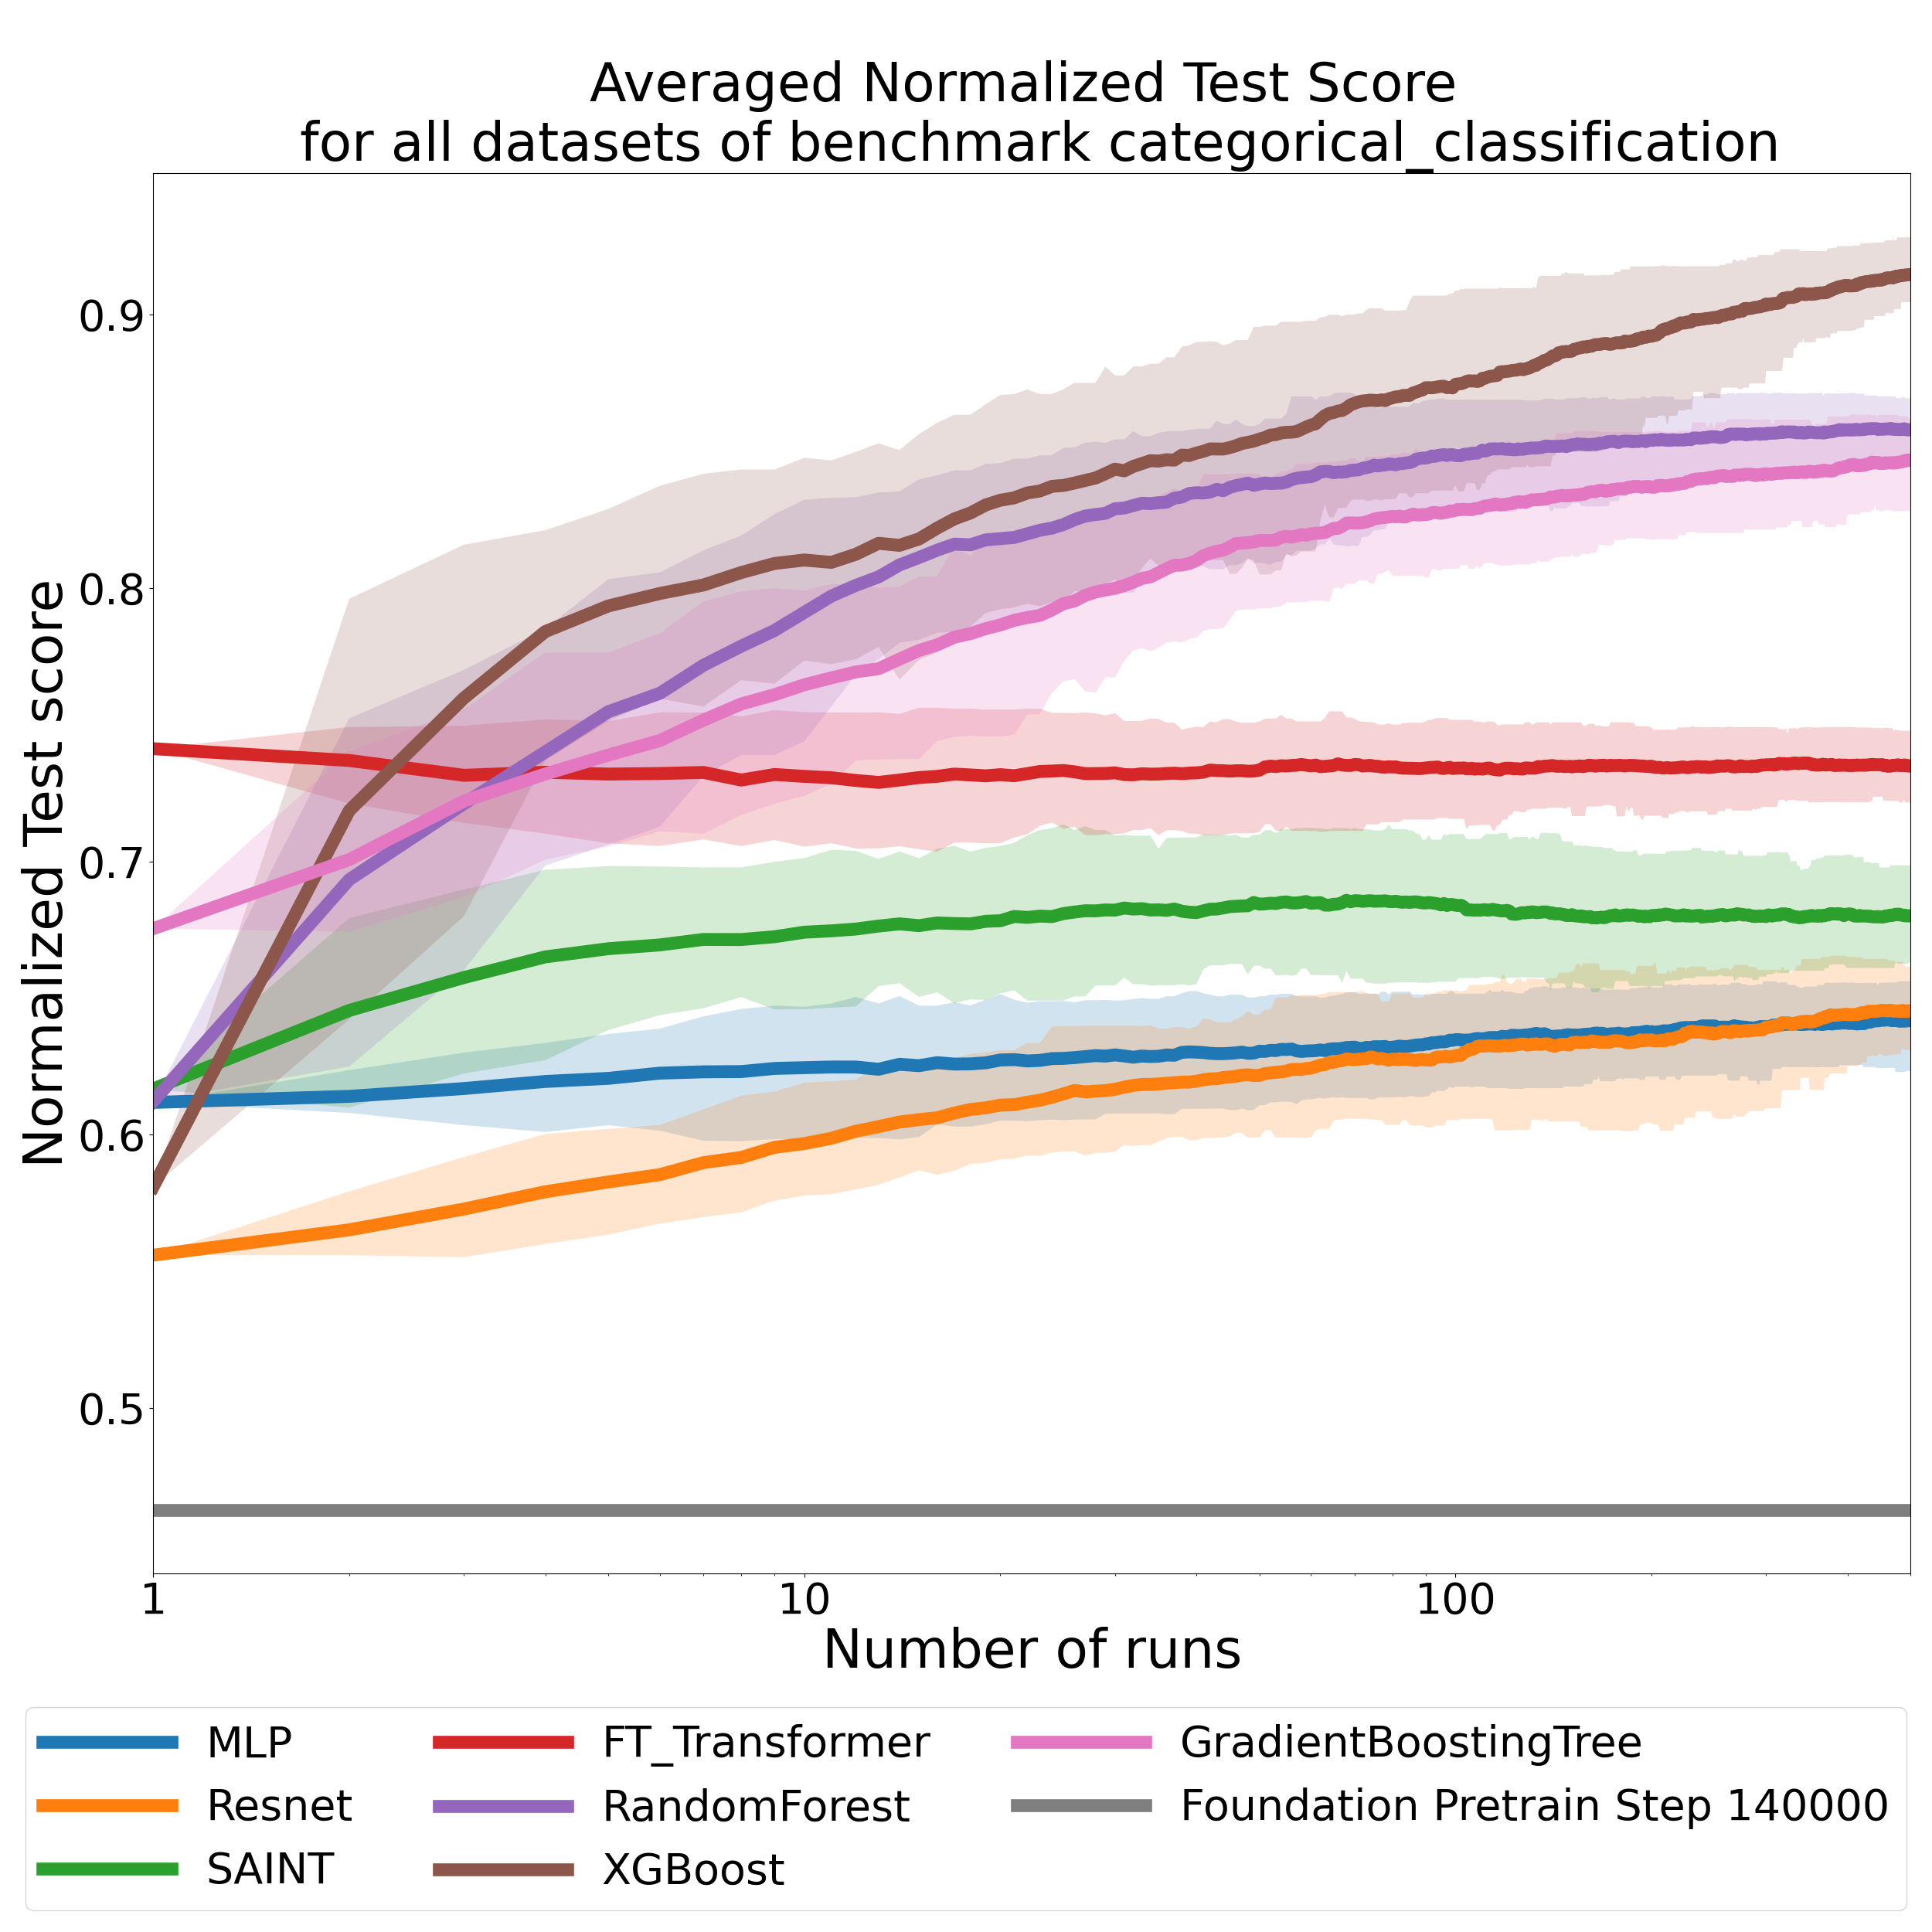 Averaged Normalized Test Score
for all datasets of benchmark categorical_classification
Normalized Test score
0.9
0.8
0.7
0.6
0.5
1
10
100
Number of runs
MLP
Resnet
SAINT
FT_Transformer
RandomForest
XGBoost
GradientBoostingTree
Foundation Pretrain Step 140000